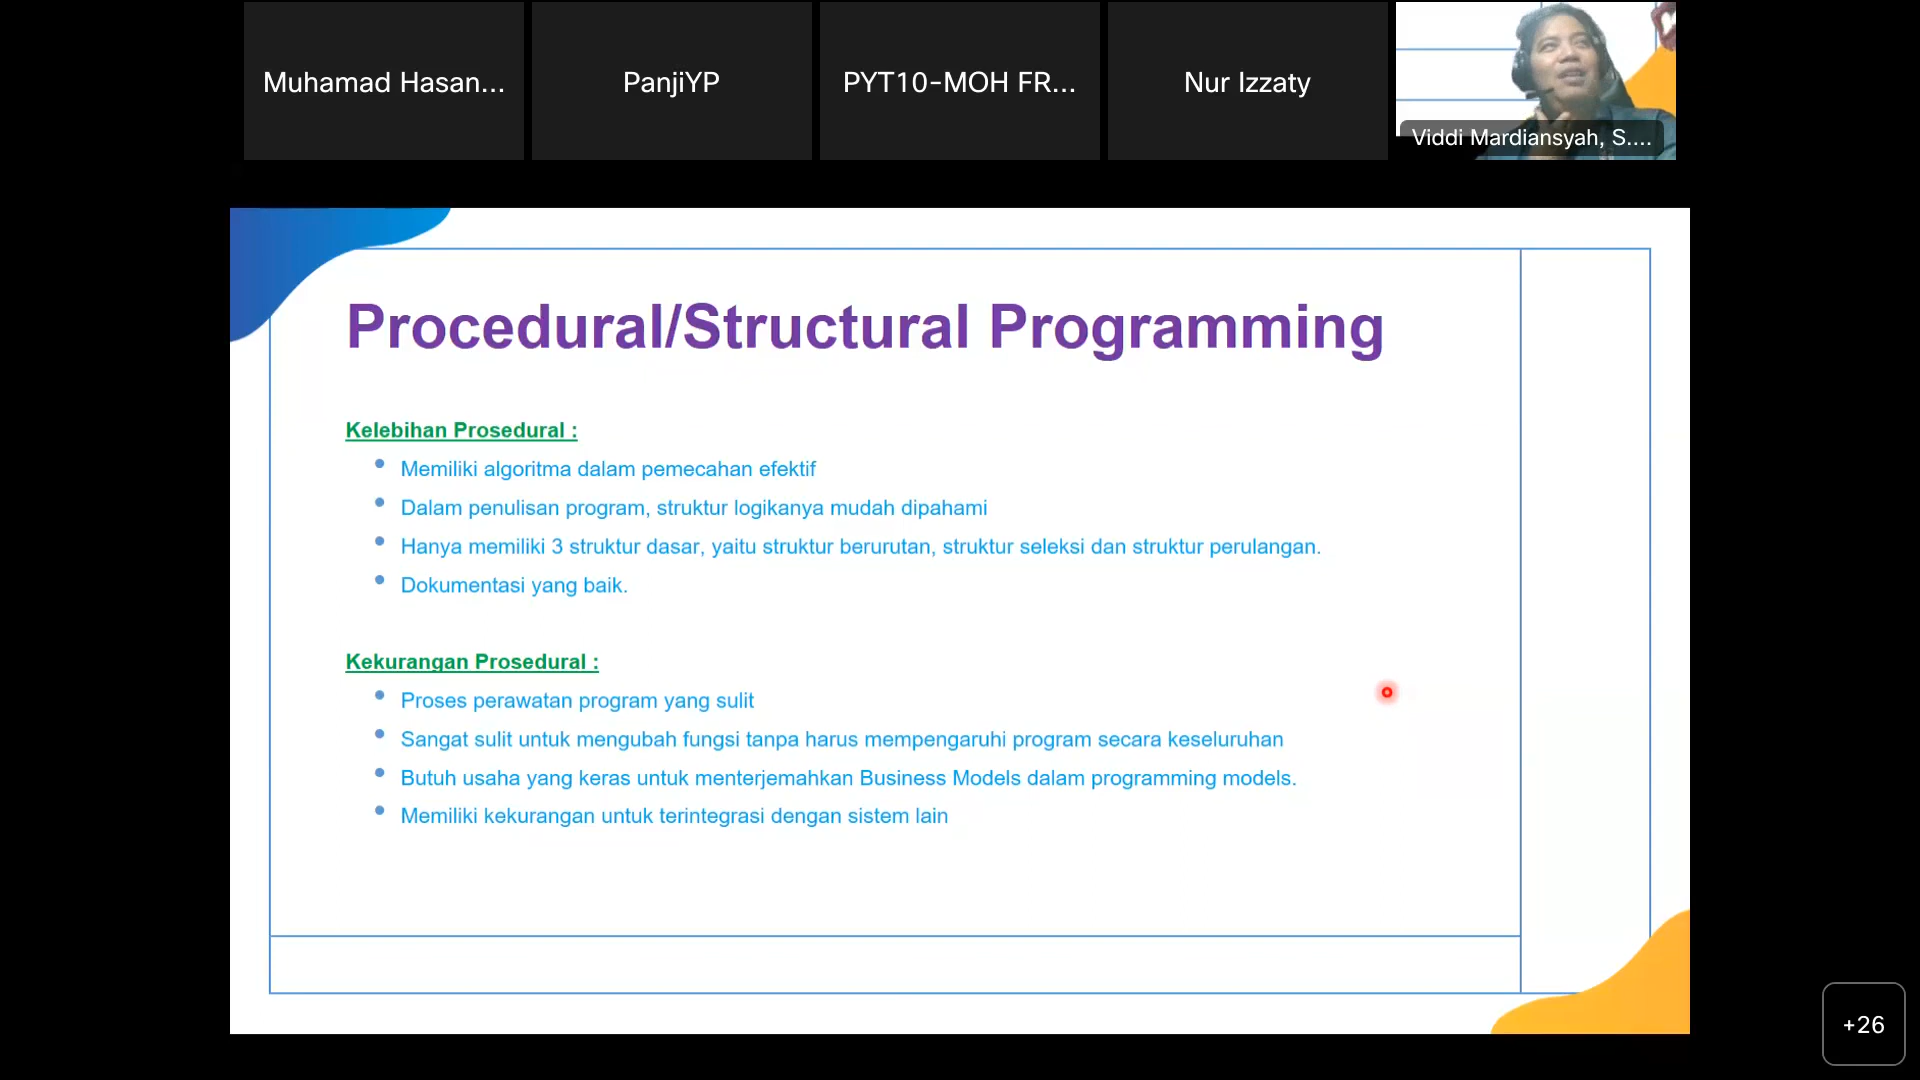 Muhamad Hasan...
PanjiYP
PYT10-MOH FR...
Nur Izzaty
Viddi Mardiansyah, S....
Procedural/Structural Programming
Kelebihan Prosedural :
• Memiliki algoritma dalam pemecahan efektif
• Dalam penulisan program, struktur logikanya mudah dipahami
• Hanya memiliki 3 struktur dasar, yaitu struktur berurutan, struktur seleksi dan struktur perulangan.
• Dokumentasi yang baik.
Kekurangan Prosedural :
• Proses perawatan program yang sulit
• Sangat sulit untuk mengubah fungsi tanpa harus mempengaruhi program secara keseluruhan
• Butuh usaha yang keras untuk menterjemahkan Business Models dalam programming models.
• Memiliki kekurangan untuk terintegrasi dengan sistem lain
+26